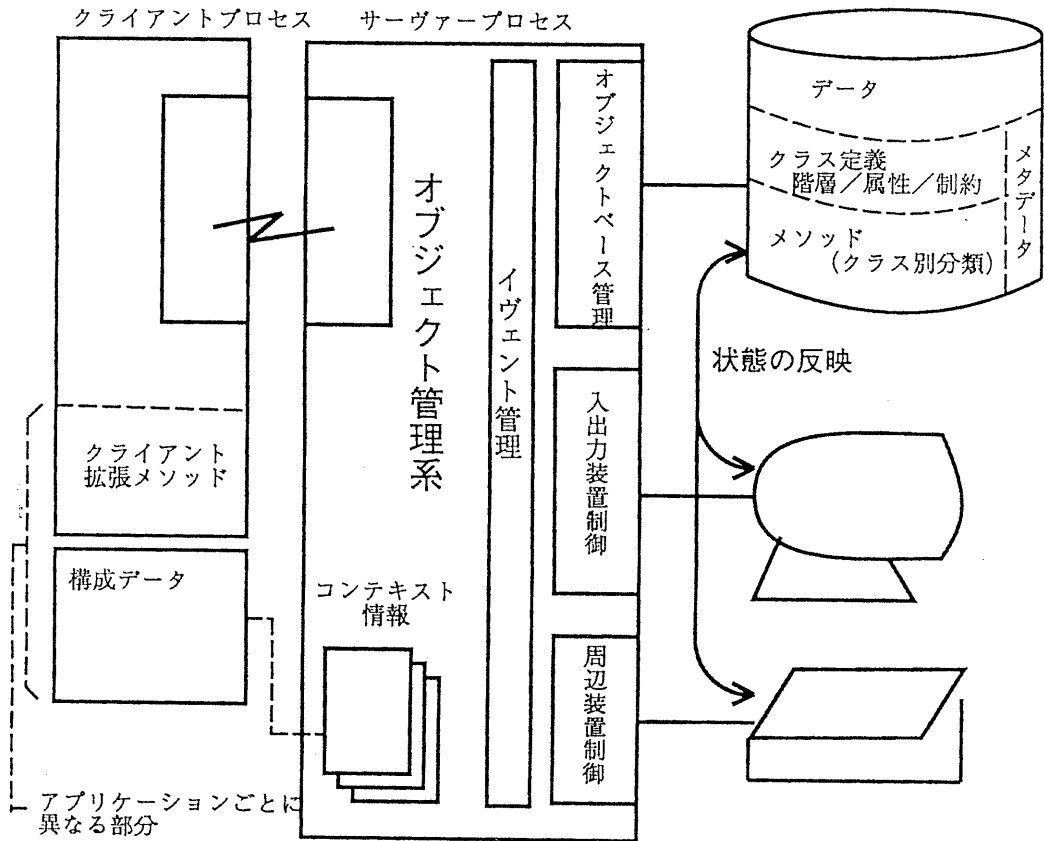 クライアントプロセス
サーヴァープロセス
オブジェクトベース管理
データ
クラス定義
階層／属性／制約
メソッド
（クラス別分類）
メタデータ
オブジェクト管理系
イヴェント管理
状態の反映
入出力装置制御
クライアント
拡張メソッド
構成データ
コンテキスト
情報
周辺装置制御
アプリケーションごとに
異なる部分